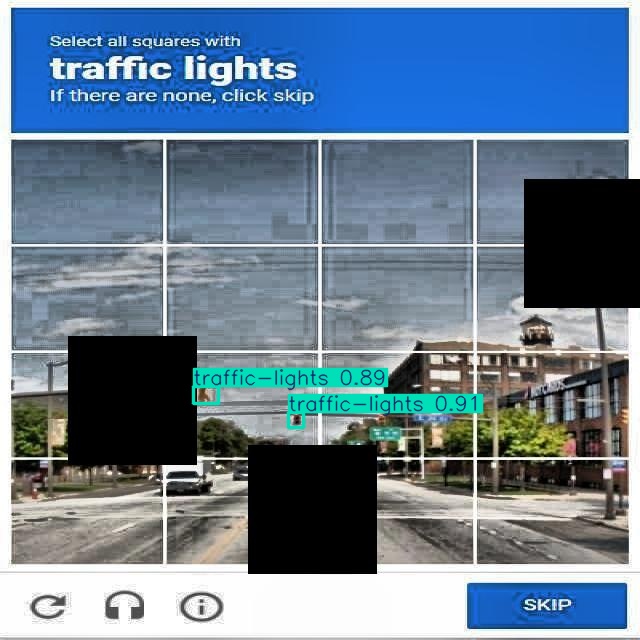 Select all squares with
traffic lights
If there are none, click skip
traffic-lights 0.89
traffic-lights 0.91
SKIP